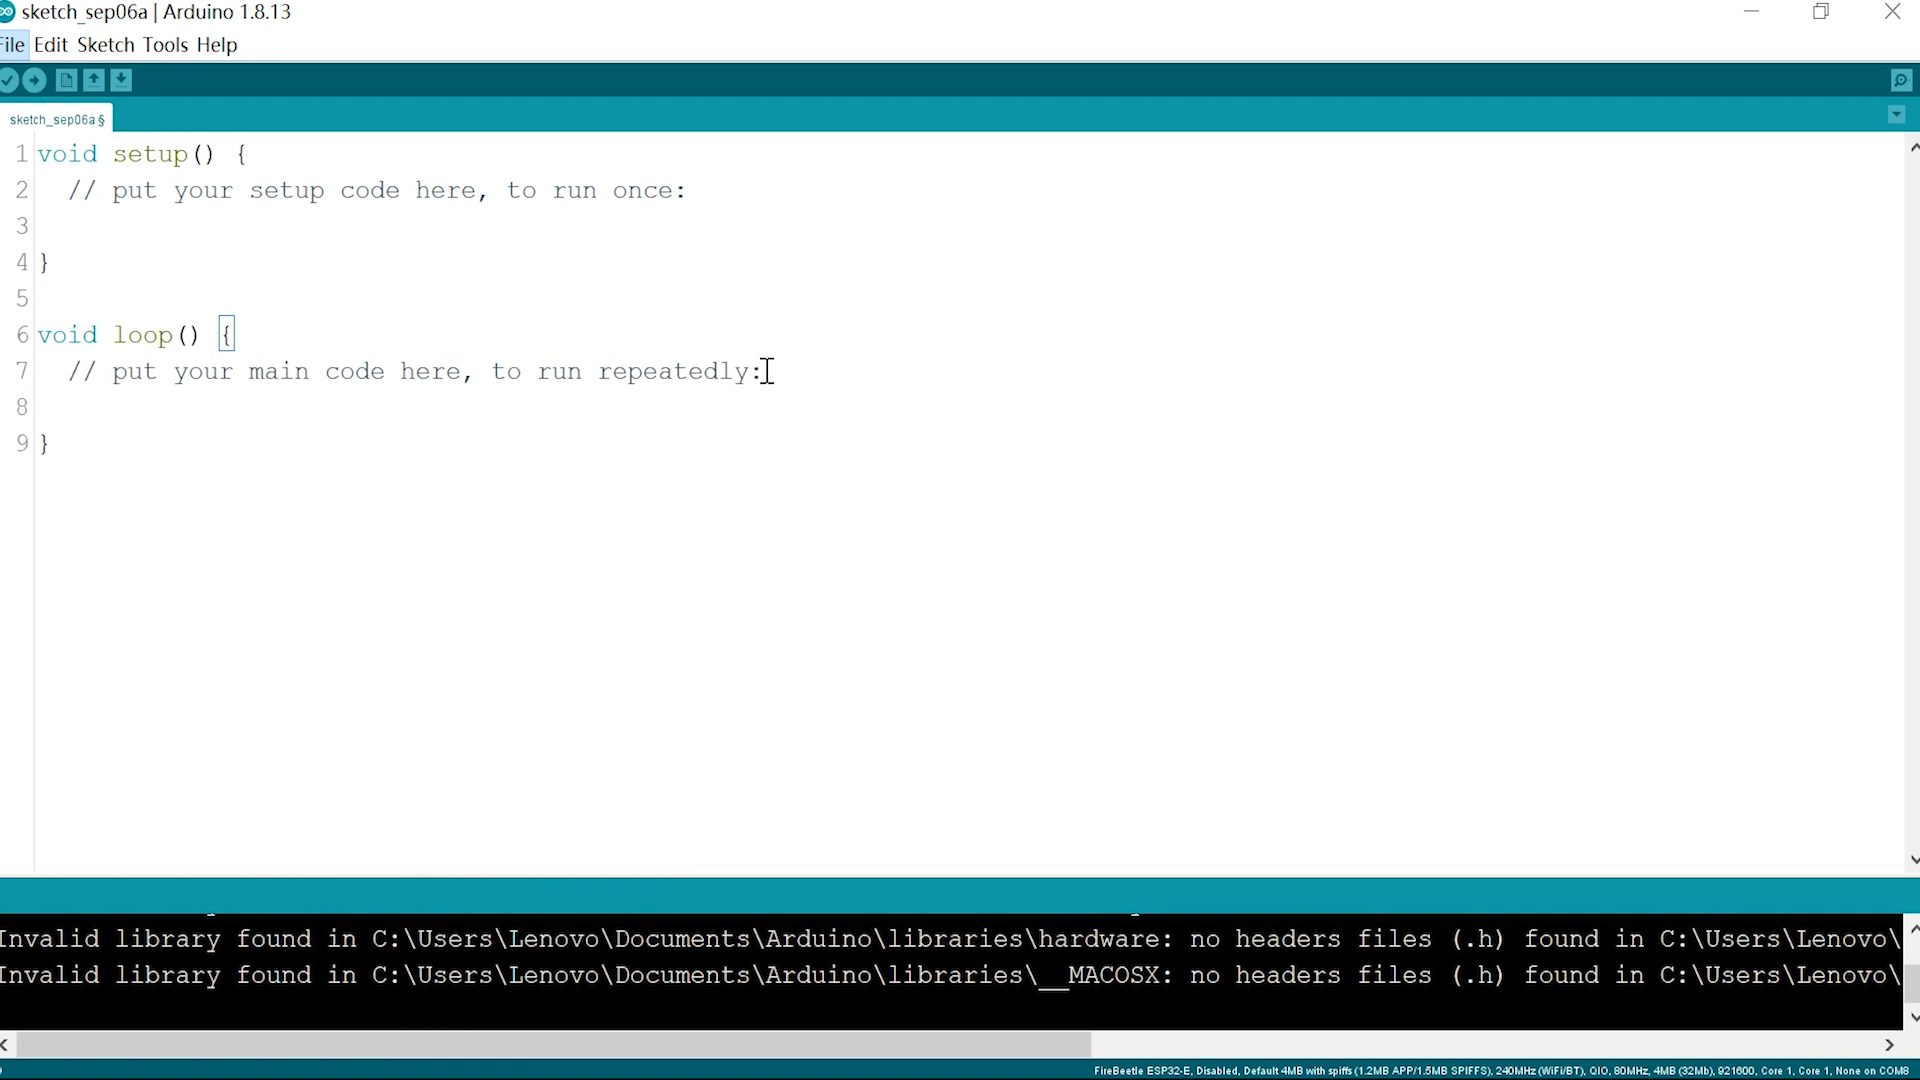 sketch_sep06a | Arduino 1.8.13
File Edit Sketch Tools Help
sketch_sep06a §
1 void setup() {
2   // put your setup code here, to run once:
3
4 }
5
6 void loop() {
7   // put your main code here, to run repeatedly:
8
9 }
Invalid library found in C:\Users\Lenovo\Documents\Arduino\libraries\hardware: no headers files (.h) found in C:\Users\Lenovo\
Invalid library found in C:\Users\Lenovo\Documents\Arduino\libraries\__MACOSX: no headers files (.h) found in C:\Users\Lenovo\
FireBeetle ESP32-E, Disabled, Default 4MB with spiffs (1.2MB APP/1.5MB SPIFFS), 240MHz (WiFi/BT), QIO, 80MHz, 4MB (32Mb), 921600, Core 1, Core 1, None on COM8